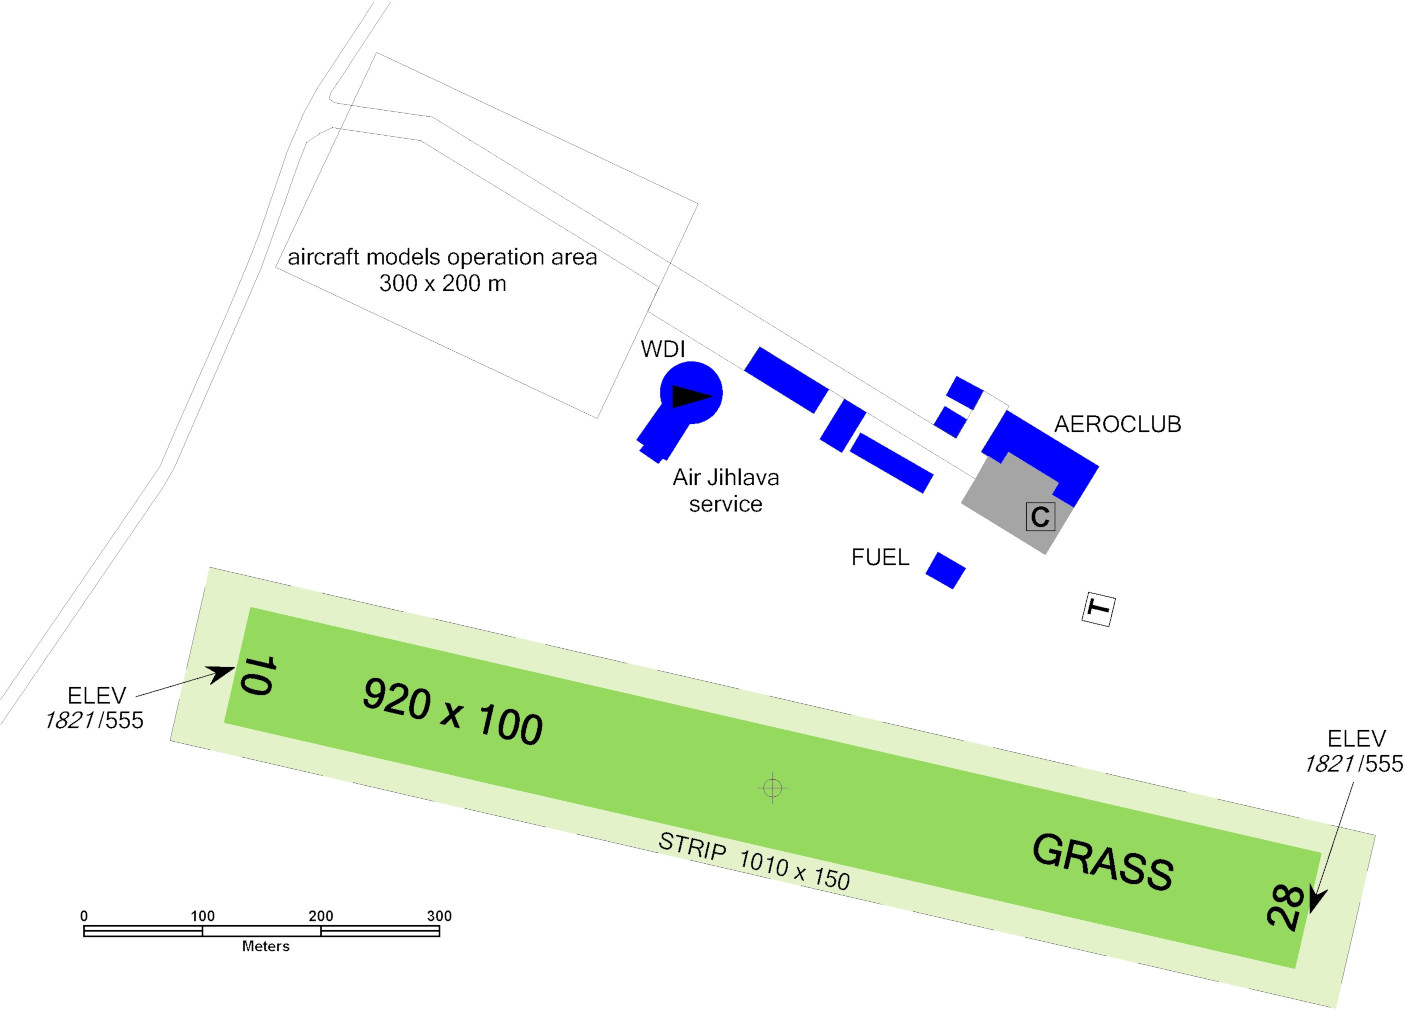 aircraft models operation area
300 x 200 m
WDI
AEROCLUB
Air Jihlava
service
C
FUEL
T
10
ELEV
1821/555
920 x 100
ELEV
1821/555
STRIP 1010 x 150
GRASS
28
0 100 200 300
Meters